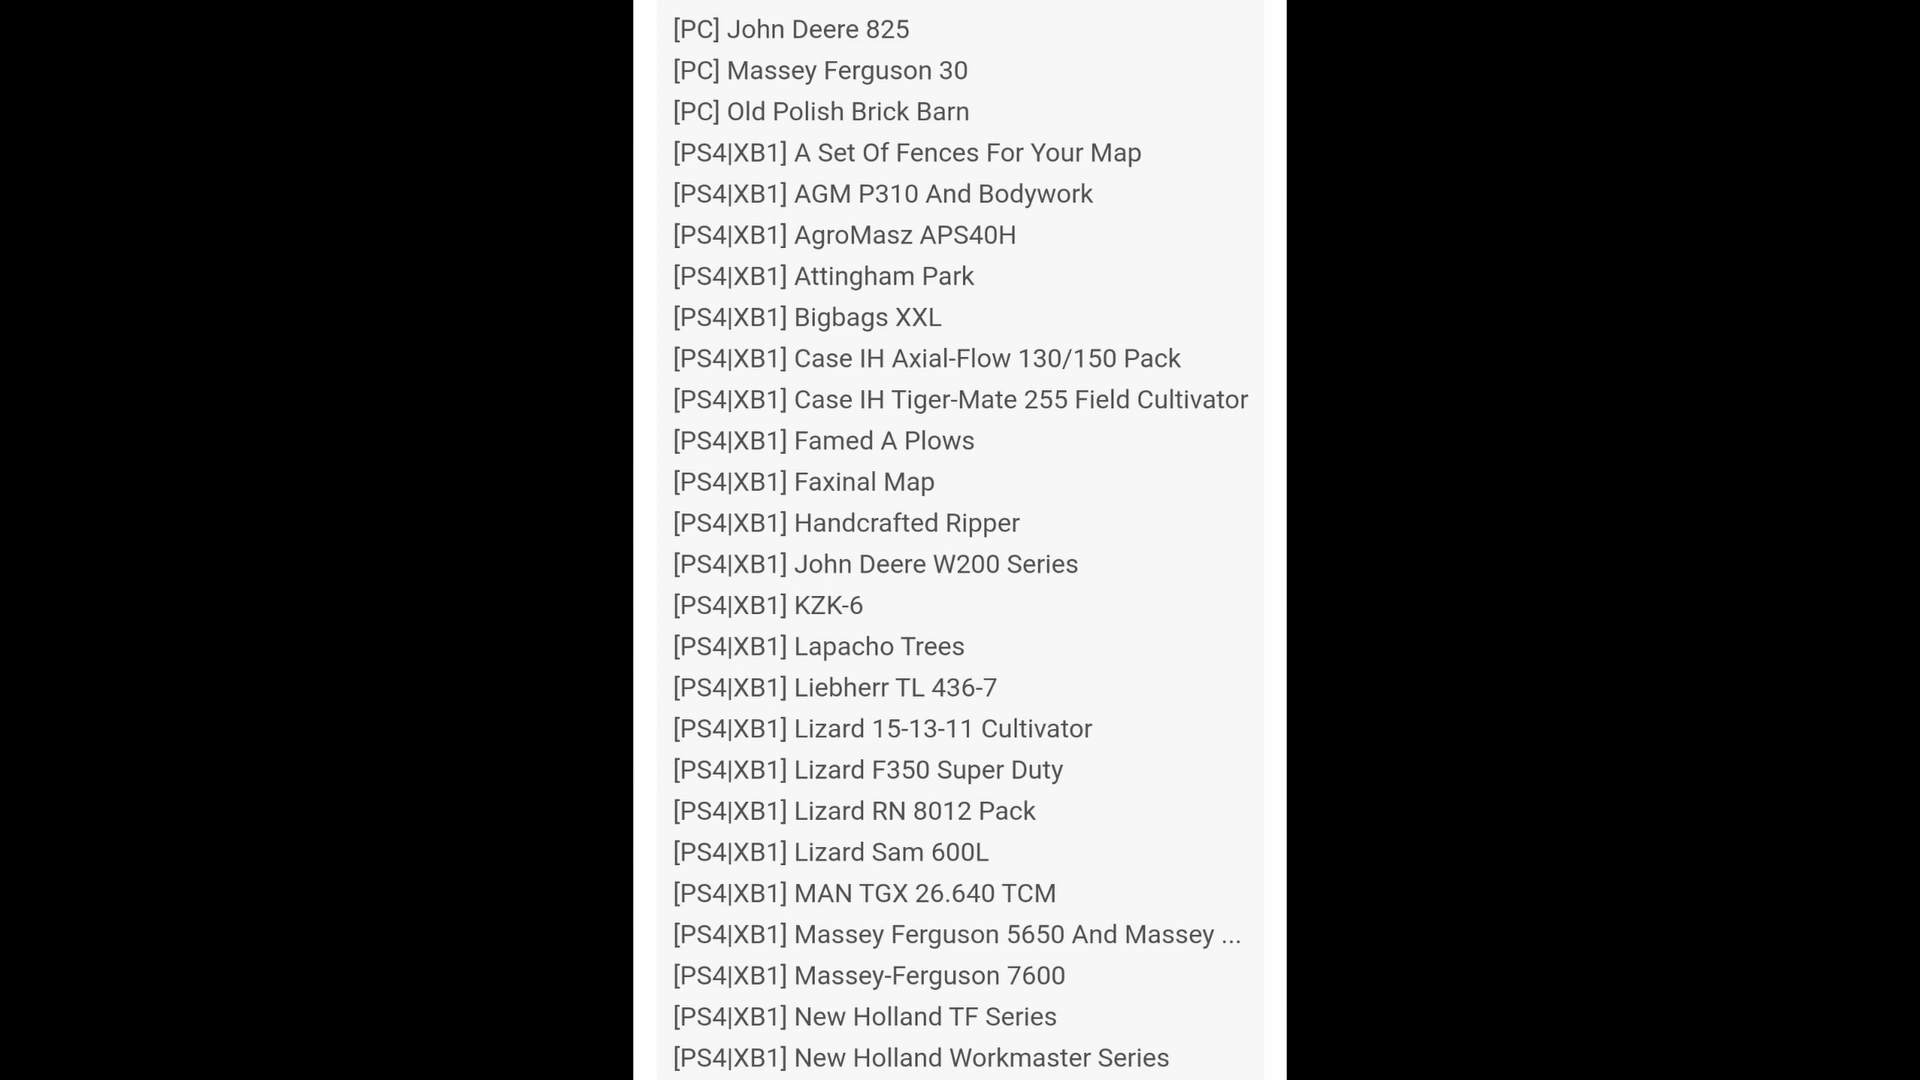 [PC] John Deere 825
[PC] Massey Ferguson 30
[PC] Old Polish Brick Barn
[PS4|XB1] A Set Of Fences For Your Map
[PS4|XB1] AGM P310 And Bodywork
[PS4|XB1] AgroMasz APS40H
[PS4|XB1] Attingham Park
[PS4|XB1] Bigbags XXL
[PS4|XB1] Case IH Axial-Flow 130/150 Pack
[PS4|XB1] Case IH Tiger-Mate 255 Field Cultivator
[PS4|XB1] Famed A Plows
[PS4|XB1] Faxinal Map
[PS4|XB1] Handcrafted Ripper
[PS4|XB1] John Deere W200 Series
[PS4|XB1] KZK-6
[PS4|XB1] Lapacho Trees
[PS4|XB1] Liebherr TL 436-7
[PS4|XB1] Lizard 15-13-11 Cultivator
[PS4|XB1] Lizard F350 Super Duty
[PS4|XB1] Lizard RN 8012 Pack
[PS4|XB1] Lizard Sam 600L
[PS4|XB1] MAN TGX 26.640 TCM
[PS4|XB1] Massey Ferguson 5650 And Massey ...
[PS4|XB1] Massey-Ferguson 7600
[PS4|XB1] New Holland TF Series
[PS4|XB1] New Holland Workmaster Series